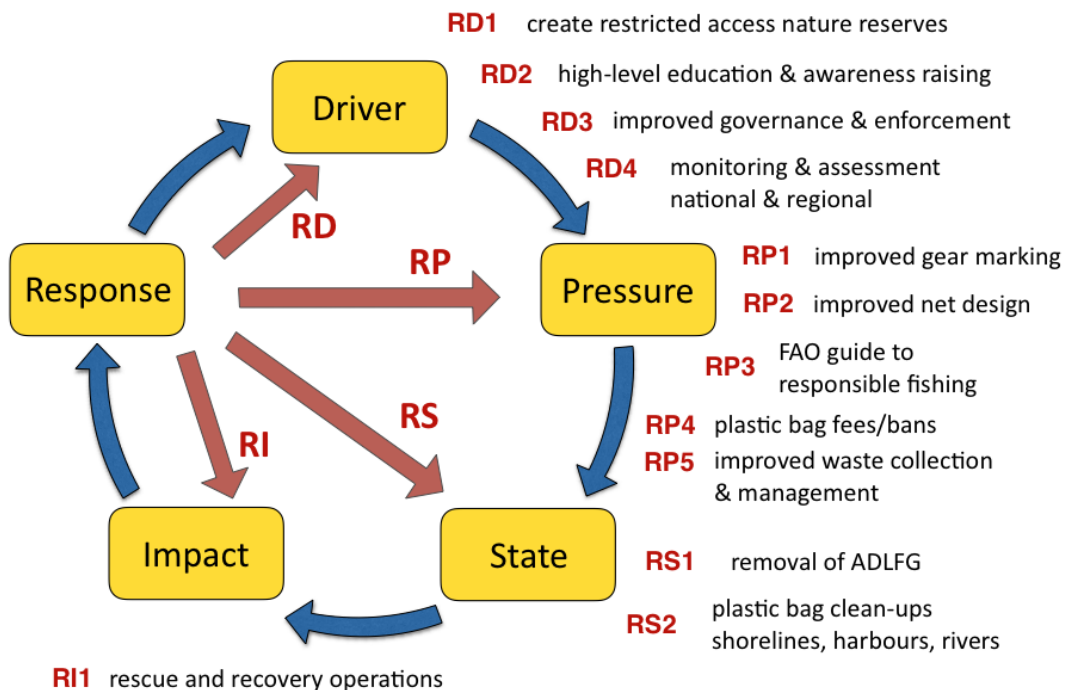 RD1 create restricted access nature reserves
RD2 high-level education & awareness raising
Driver
RD3 improved governance & enforcement
RD4 monitoring & assessment
national & regional
RD
RP
Response
Pressure
RP1 improved gear marking
RP2 improved net design
RP3 FAO guide to
responsible fishing
RS
RI
RP4 plastic bag fees/bans
RP5 improved waste collection
& management
Impact
State
RS1 removal of ADLFG
RS2 plastic bag clean-ups
shorelines, harbours, rivers
RI1 rescue and recovery operations